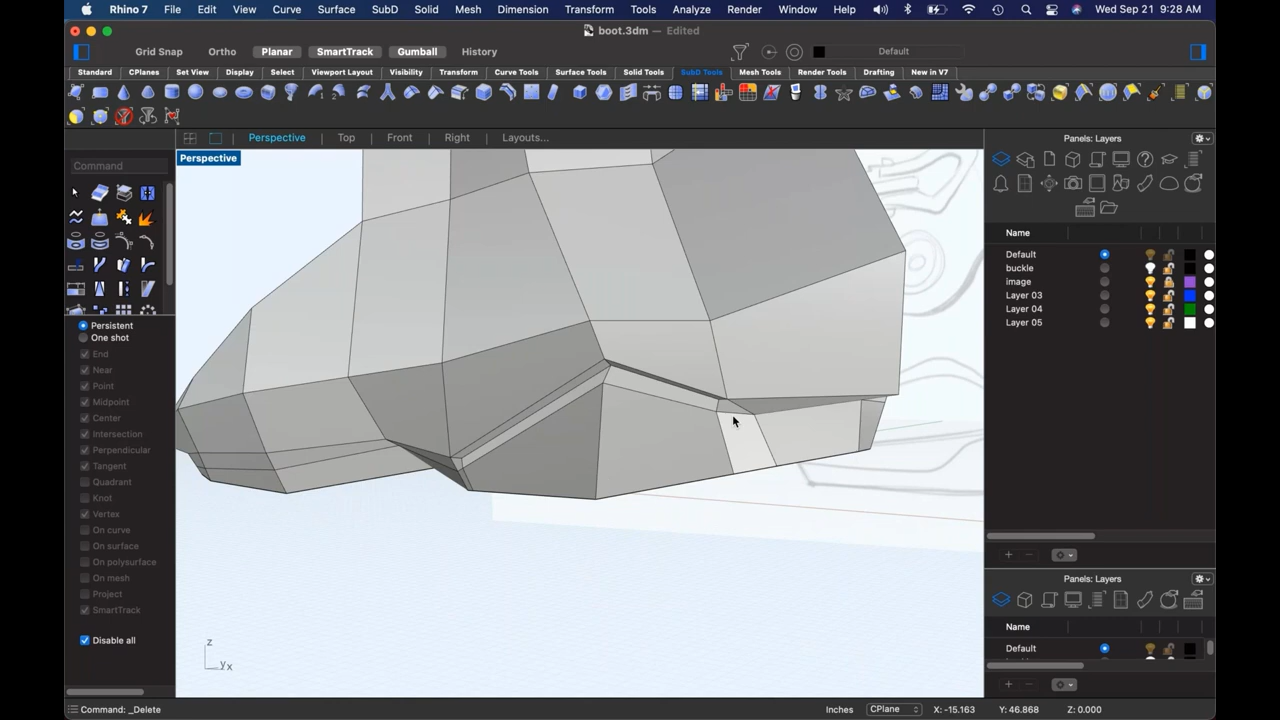 Rhino 7 File Edit View Curve Surface SubD Solid Mesh Dimension Transform Tools Analyze Render Window Help Wed Sep 21 9:28 AM
boot.3dm — Edited
Grid Snap Ortho Planar SmartTrack Gumball History Default
Standard CPlanes Set View Display Select Viewport Layout Visibility Transform Curve Tools Surface Tools Solid Tools SubD Tools Mesh Tools Render Tools Drafting New in V7
Perspective Top Front Right Layouts...
Panels: Layers
Perspective
Command
Name
Default
buckle
image
Layer 03
Layer 04
Layer 05
Persistent
One shot
End
Near
Point
Midpoint
Center
Intersection
Perpendicular
Tangent
Quadrant
Knot
Vertex
On curve
On surface
On polysurface
On mesh
Project
SmartTrack
Disable all
Panels: Layers
Name
Default
z
y x
Command: _Delete Inches CPlane X: -15.163 Y: 46.868 Z: 0.000